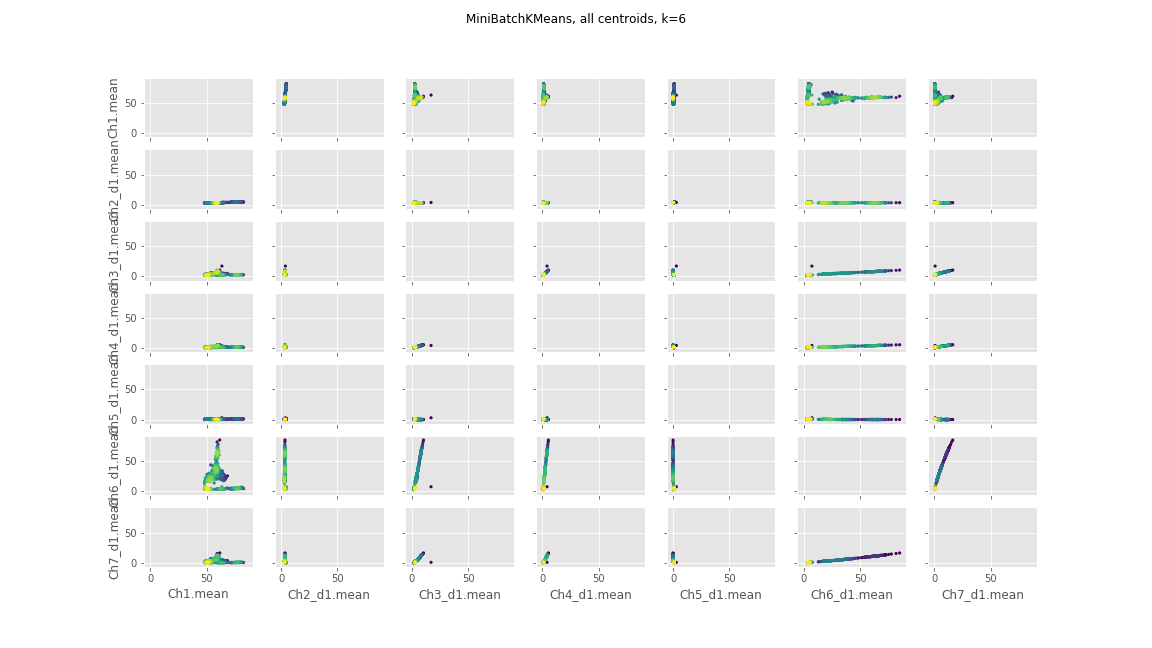 MiniBatchKMeans, all centroids, k=6
Ch1.mean
50
0
Ch2_d1.mean
50
0
Ch3_d1.mean
50
0
Ch4_d1.mean
50
0
Ch5_d1.mean
50
0
Ch6_d1.mean
50
0
Ch7_d1.mean
50
0
0 50 0 50 0 50 0 50 0 50 0 50 0 50
Ch1.mean Ch2_d1.mean Ch3_d1.mean Ch4_d1.mean Ch5_d1.mean Ch6_d1.mean Ch7_d1.mean